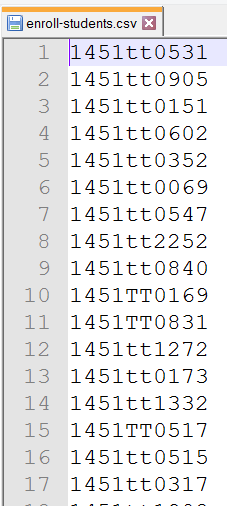 enroll-students.csv
1 1451tt0531
2 1451tt0905
3 1451tt0151
4 1451tt0602
5 1451tt0352
6 1451tt0069
7 1451tt0547
8 1451tt2252
9 1451tt0840
10 1451TT0169
11 1451TT0831
12 1451tt1272
13 1451tt0173
14 1451tt1332
15 1451TT0517
16 1451tt0515
17 1451tt0317